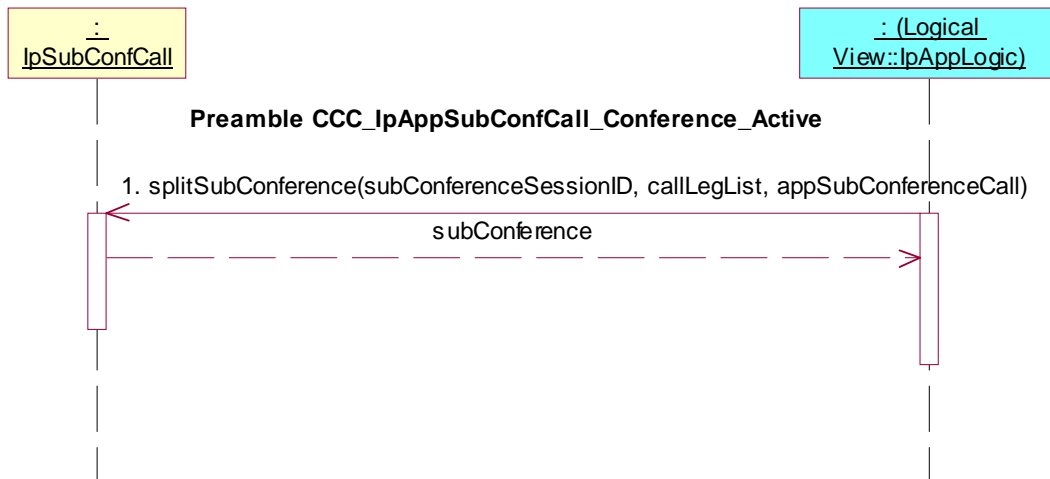 :
IpSubConfCall
: (Logical
View::IpAppLogic)
Preamble CCC_IpAppSubConfCall_Conference_Active
1. splitSubConference(subConferenceSessionID, callLegList, appSubConferenceCall)
subConference